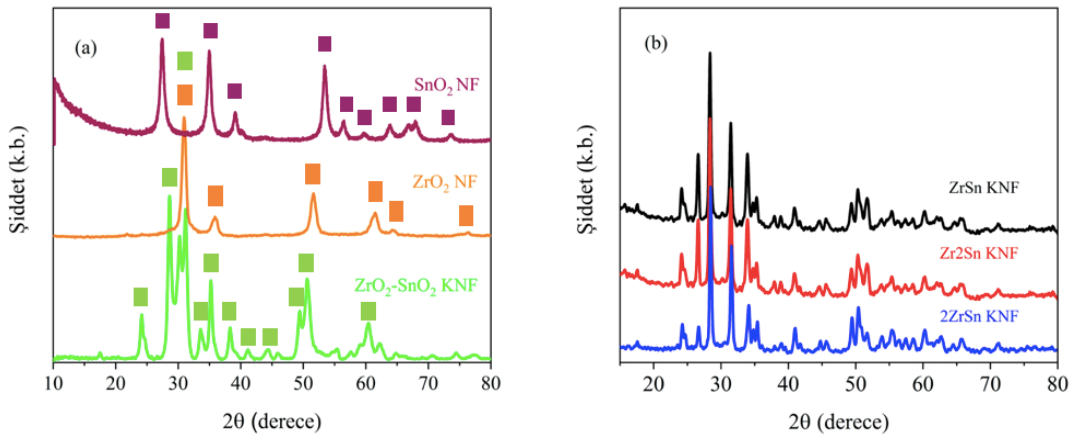 (a)
SnO₂ NF
ZrO₂ NF
ZrO₂-SnO₂ KNF
Şiddet (k.b.)
10 20 30 40 50 60 70 80
2θ (derece)
(b)
ZrSn KNF
Zr2Sn KNF
2ZrSn KNF
Şiddet (k.b.)
20 30 40 50 60 70 80
2θ (derece)